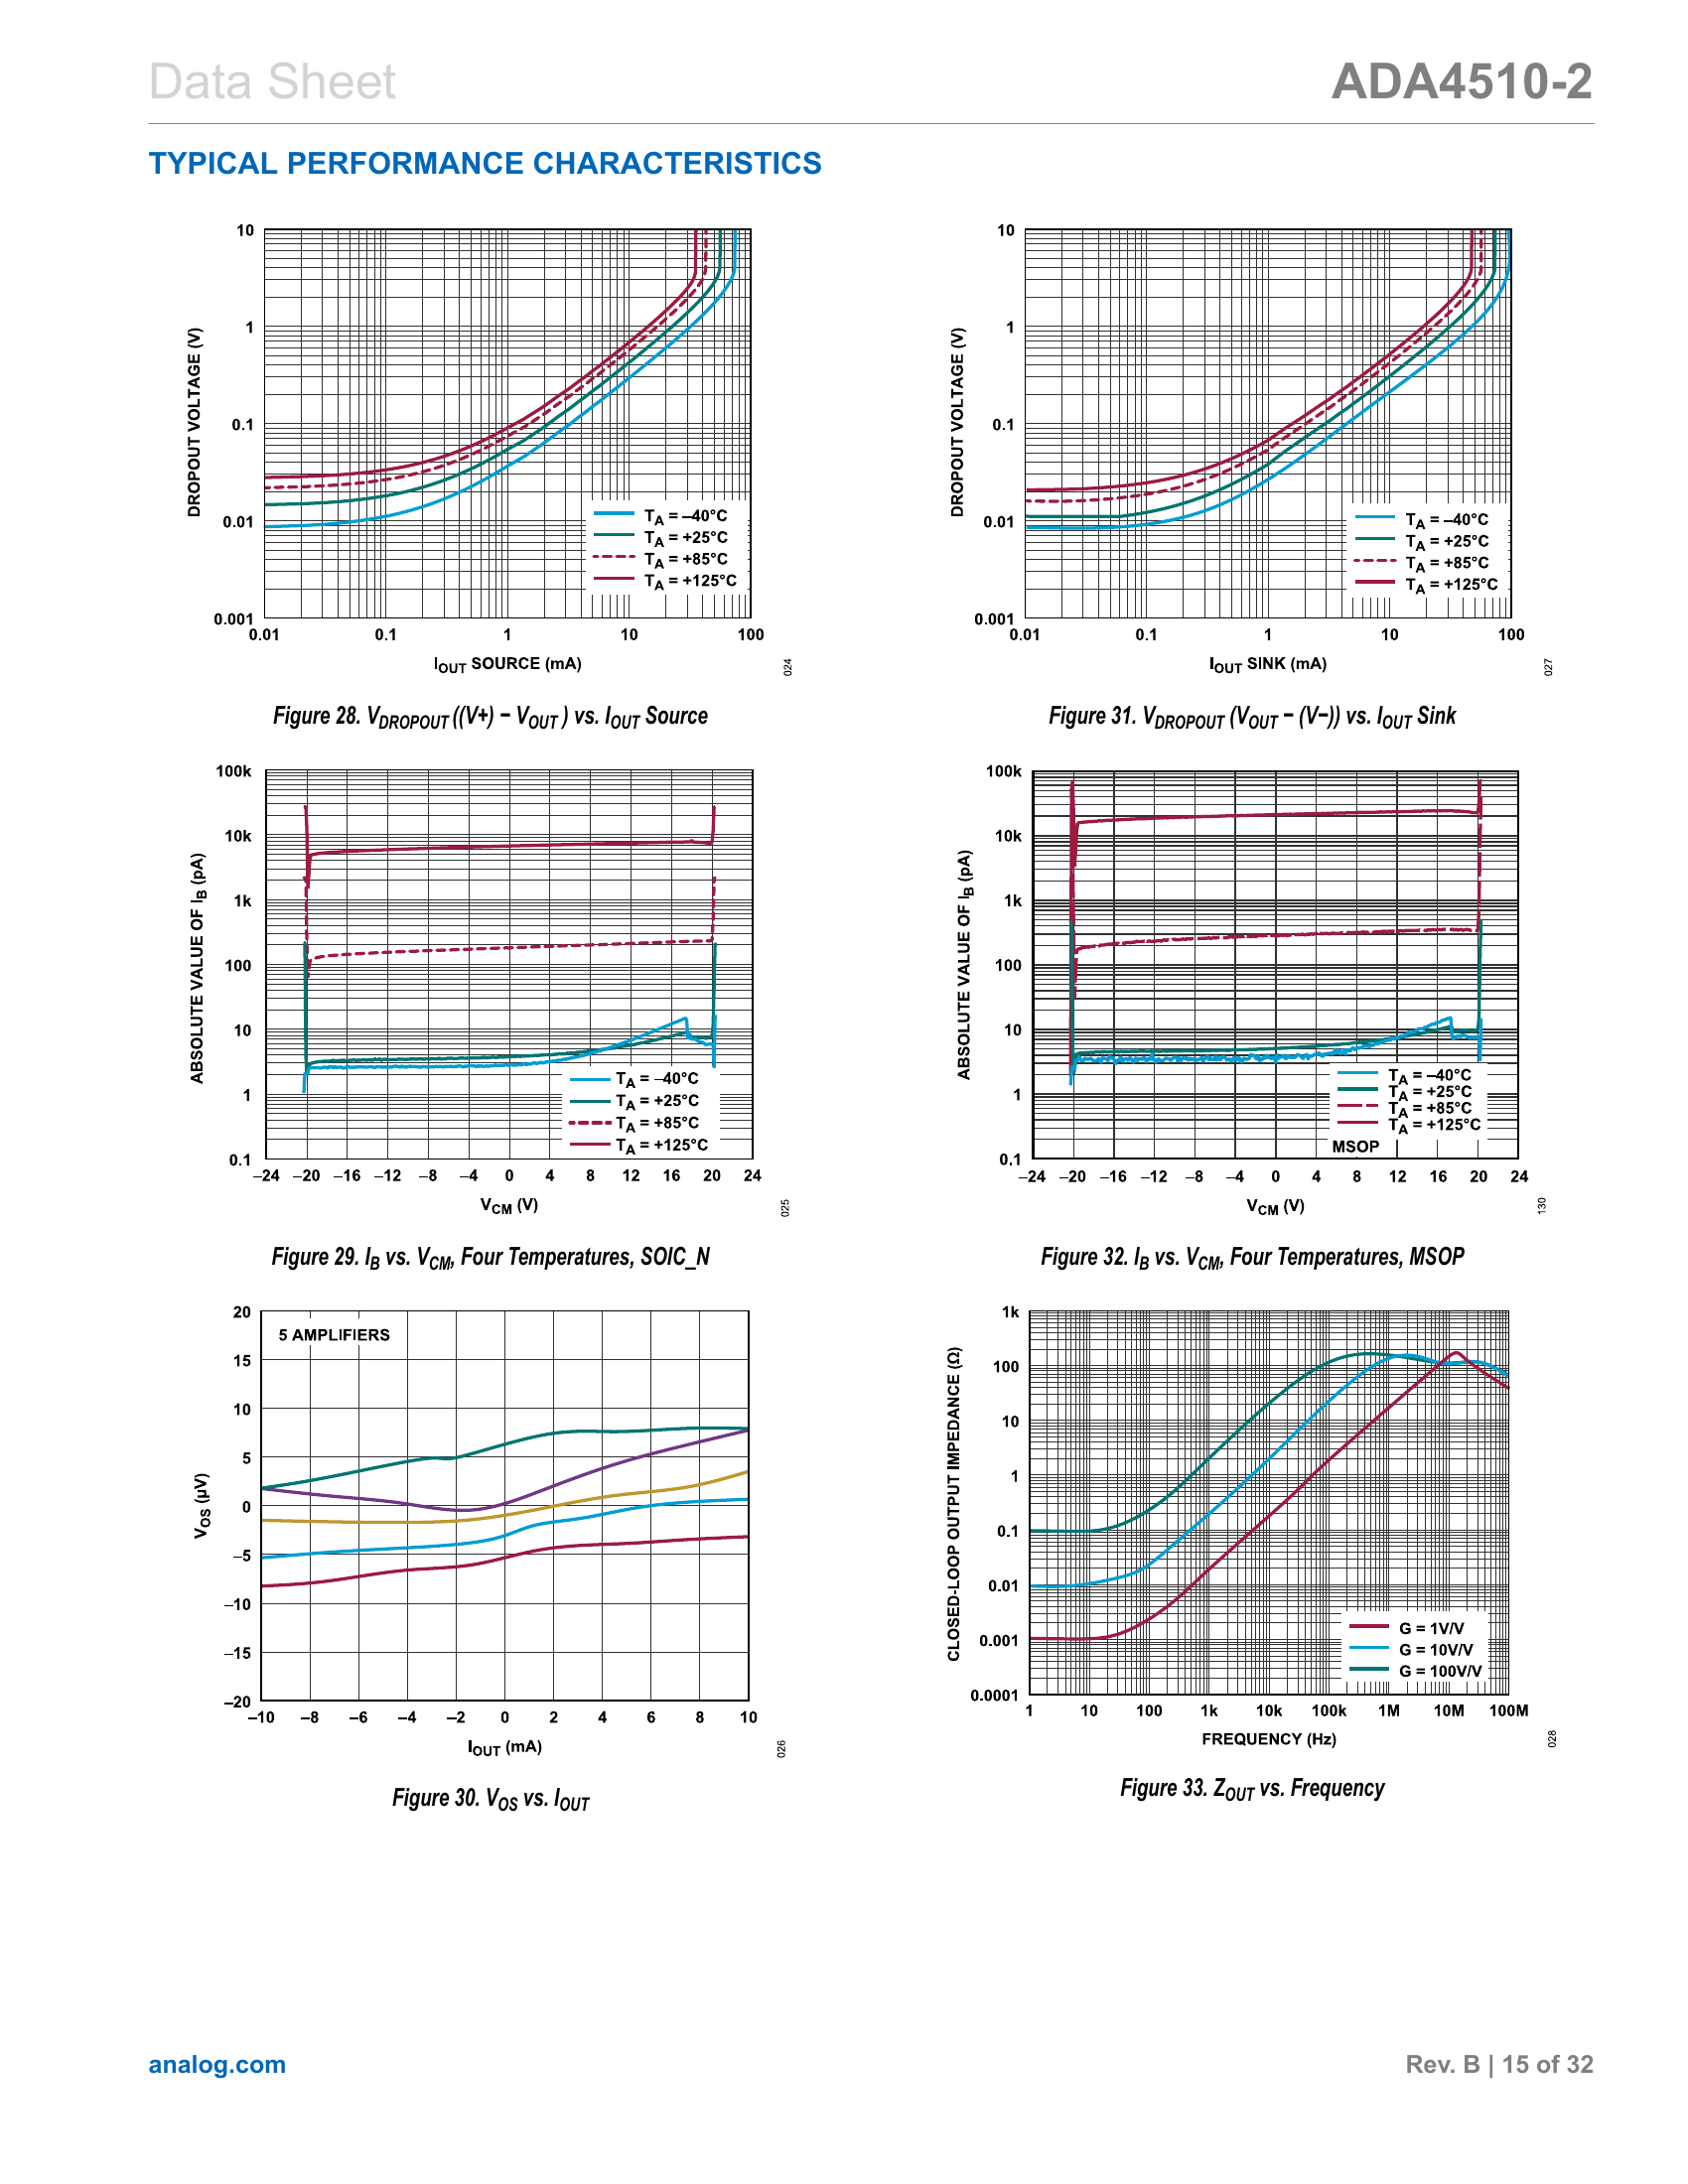 Data Sheet
ADA4510-2
TYPICAL PERFORMANCE CHARACTERISTICS
10
1
0.1
0.01
0.001
DROPOUT VOLTAGE (V)
TA = –40°C
TA = +25°C
TA = +85°C
TA = +125°C
0.01 0.1 1 10 100
IOUT SOURCE (mA)
024
Figure 28. VDROPOUT ((V+) − VOUT ) vs. IOUT Source
100k
10k
1k
100
10
1
0.1
ABSOLUTE VALUE OF IB (pA)
TA = –40°C
TA = +25°C
TA = +85°C
TA = +125°C
–24 –20 –16 –12 –8 –4 0 4 8 12 16 20 24
VCM (V)
025
Figure 29. IB vs. VCM, Four Temperatures, SOIC_N
20
15
10
5
0
–5
–10
–15
–20
VOS (µV)
5 AMPLIFIERS
–10 –8 –6 –4 –2 0 2 4 6 8 10
IOUT (mA)
026
Figure 30. VOS vs. IOUT
10
1
0.1
0.01
0.001
DROPOUT VOLTAGE (V)
TA = –40°C
TA = +25°C
TA = +85°C
TA = +125°C
0.01 0.1 1 10 100
IOUT SINK (mA)
027
Figure 31. VDROPOUT (VOUT − (V−)) vs. IOUT Sink
100k
10k
1k
100
10
1
0.1
ABSOLUTE VALUE OF IB (pA)
TA = –40°C
TA = +25°C
TA = +85°C
TA = +125°C
MSOP
–24 –20 –16 –12 –8 –4 0 4 8 12 16 20 24
VCM (V)
130
Figure 32. IB vs. VCM, Four Temperatures, MSOP
1k
100
10
1
0.1
0.01
0.001
0.0001
CLOSED-LOOP OUTPUT IMPEDANCE (Ω)
G = 1V/V
G = 10V/V
G = 100V/V
1 10 100 1k 10k 100k 1M 10M 100M
FREQUENCY (Hz)
028
Figure 33. ZOUT vs. Frequency
analog.com
Rev. B | 15 of 32